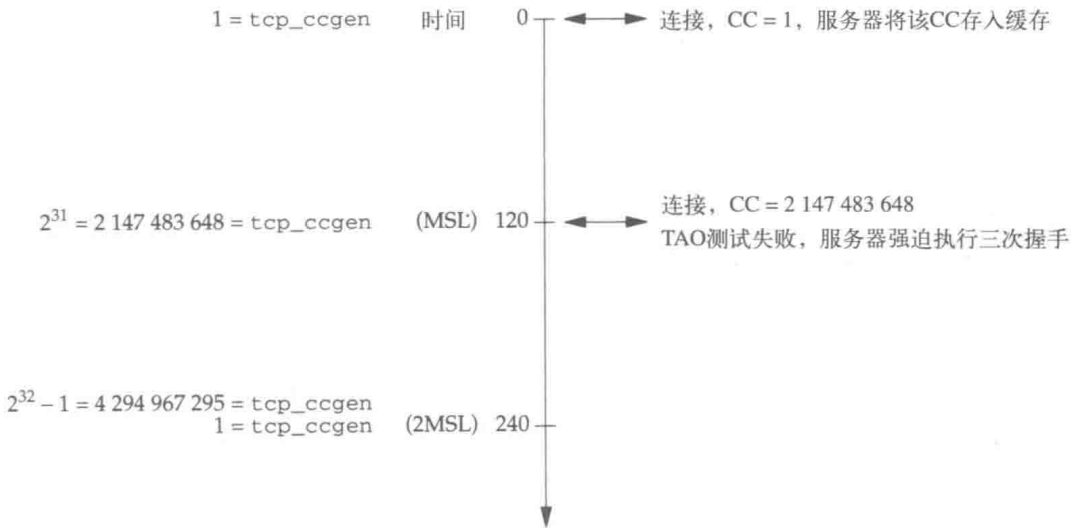 1 = tcp_ccgen 时间 0 连接，CC = 1，服务器将该CC存入缓存
2^31 = 2 147 483 648 = tcp_ccgen (MSL) 120 连接，CC = 2 147 483 648
TAO测试失败，服务器强迫执行三次握手
2^32 – 1 = 4 294 967 295 = tcp_ccgen
1 = tcp_ccgen (2MSL) 240